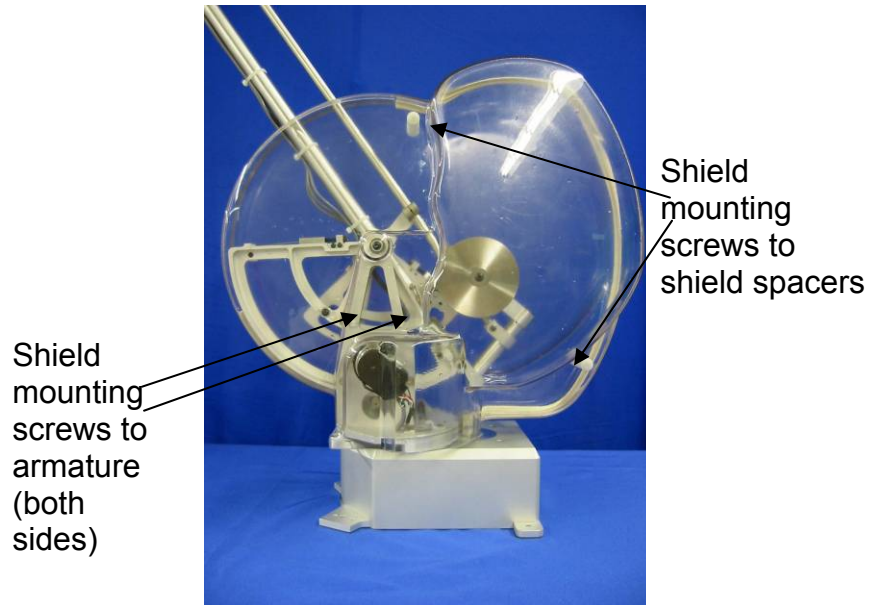 Shield
mounting
screws to
shield spacers
Shield
mounting
screws to
armature
(both
sides)